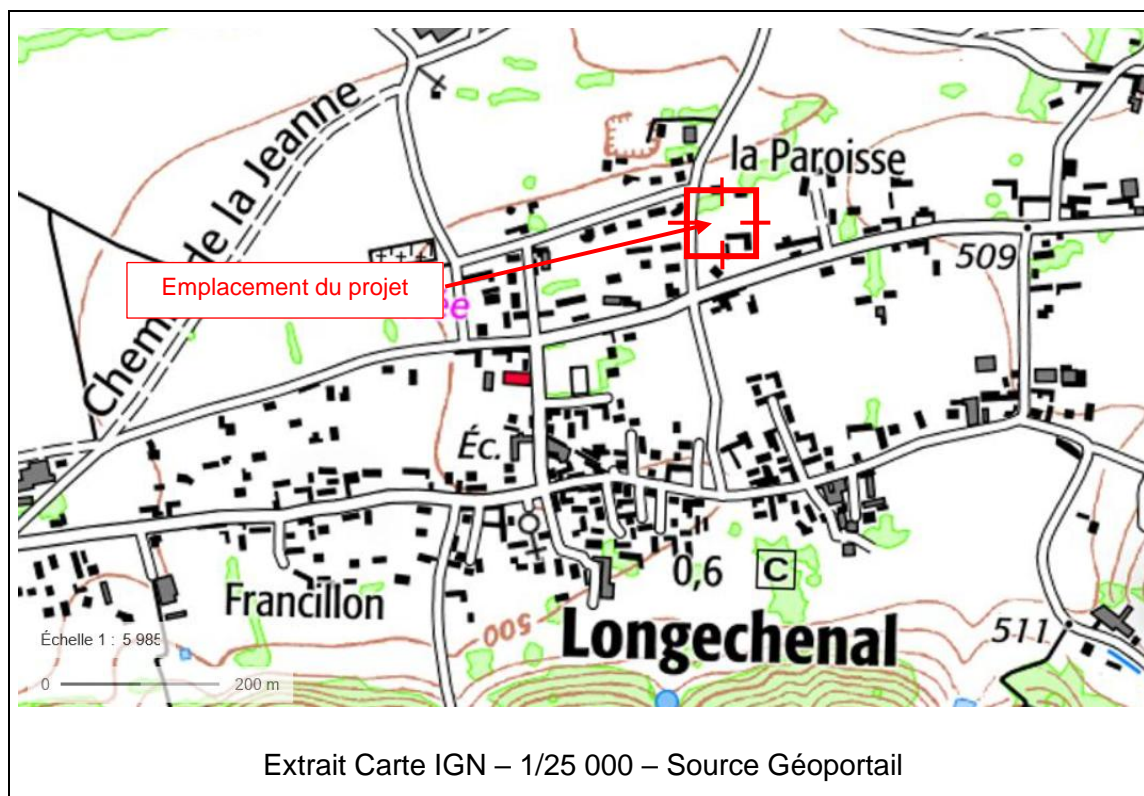 Chemin de la Jeanne
la Paroisse
509
Emplacement du projet
ée
Éc.
Francillon
0,6
C
500
Longechenal
511
Échelle 1 : 5 985
0
200 m
Extrait Carte IGN – 1/25 000 – Source Géoportail